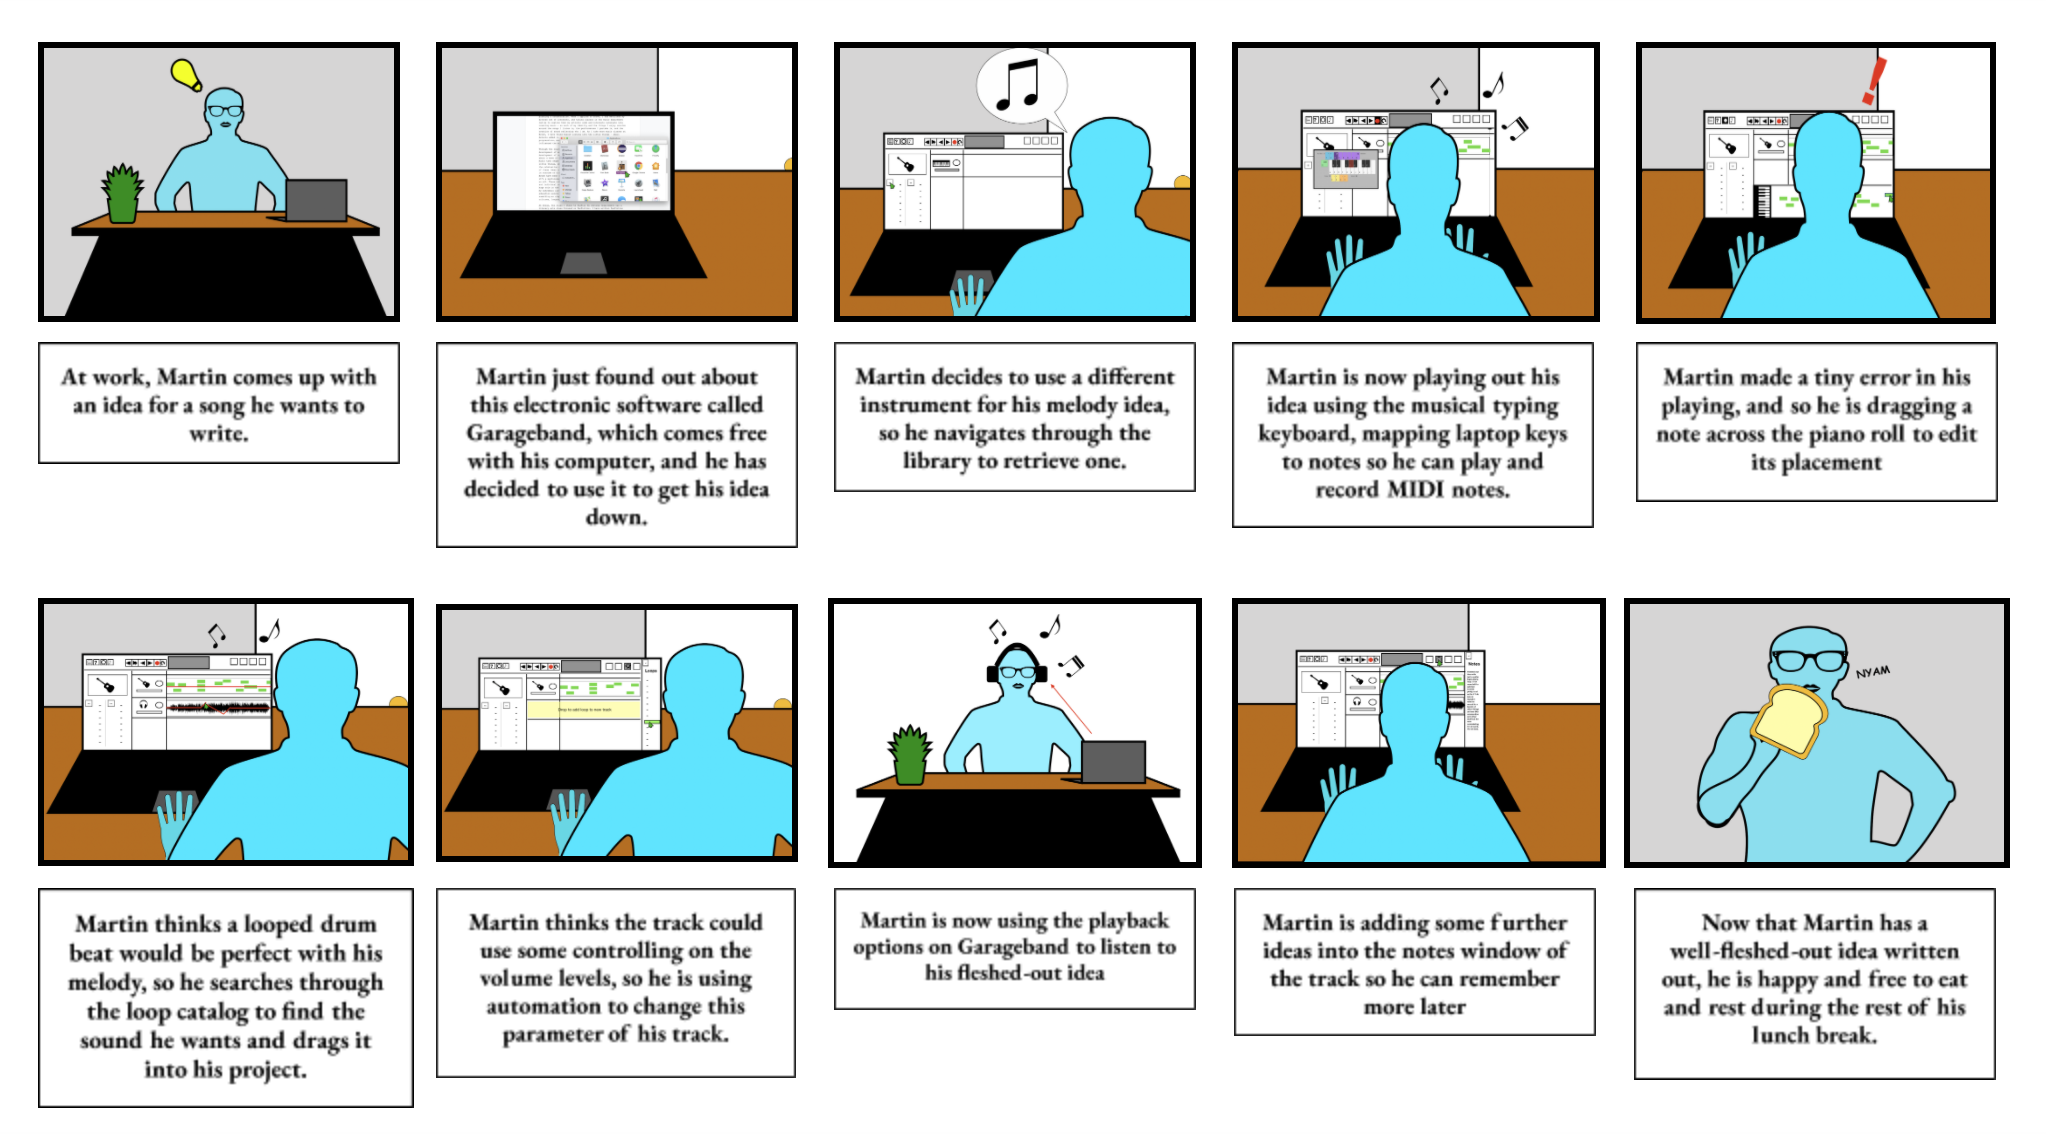 At work, Martin comes up with
an idea for a song he wants to
write.
Martin just found out about
this electronic software called
Garageband, which comes free
with his computer, and he has
decided to use it to get his idea
down.
Martin decides to use a different
instrument for his melody idea,
so he navigates through the
library to retrieve one.
Martin is now playing out his
idea using the musical typing
keyboard, mapping laptop keys
to notes so he can play and
record MIDI notes.
Martin made a tiny error in his
playing, and so he is dragging a
note across the piano roll to edit
its placement
Loops
Drop to add loop to new track
Notes
NYAM
Martin thinks a looped drum
beat would be perfect with his
melody, so he searches through
the loop catalog to find the
sound he wants and drags it
into his project.
Martin thinks the track could
use some controlling on the
volume levels, so he is using
automation to change this
parameter of his track.
Martin is now using the playback
options on Garageband to listen to
his fleshed-out idea
Martin is adding some further
ideas into the notes window of
the track so he can remember
more later
Now that Martin has a
well-fleshed-out idea written
out, he is happy and free to eat
and rest during the rest of his
lunch break.